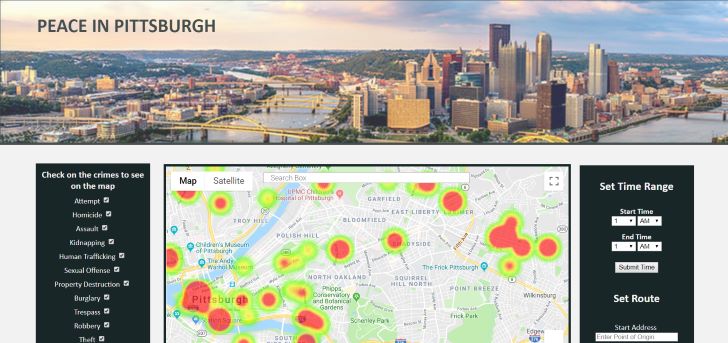 PEACE IN PITTSBURGH
Check on the crimes to see
on the map
Attempt
Homicide
Assault
Kidnapping
Human Trafficking
Sexual Offense
Property Destruction
Burglary
Trespass
Robbery
Theft
Map Satellite
Search Box
UPMC Children's
Hospital of Pittsburgh
GARFIELD
TROY HILL
BLOOMFIELD
EAST LIBERTY
POLISH HILL
Children's
Museum of
Pittsburgh
The Andy
Warhol Museum
SHADYSIDE
The Frick Pittsburgh
NORTH OAKLAND
SQUIRREL
HILL NORTH
POINT BREEZE
Phipps
Conservatory
and Botanical
Gardens
Pittsburgh
Wilkinsburg
Schenley Park
Station Square
Set Time Range
Start Time
1 AM
End Time
1 AM
Submit Time
Set Route
Start Address
Enter Point of Origin